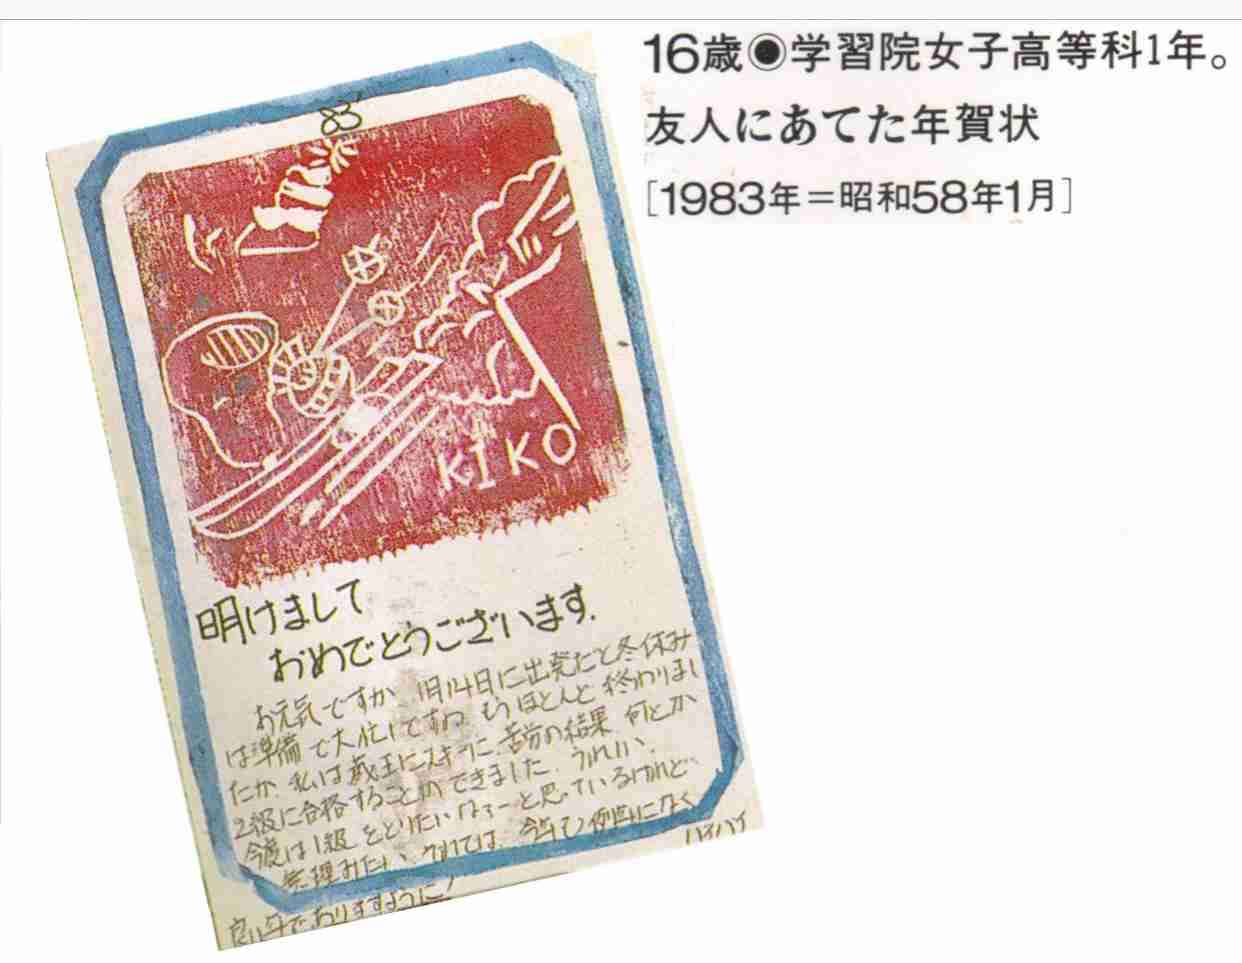 16歳◉学習院女子高等科1年。
友人にあてた年賀状
[1983年＝昭和58年1月]
83'
KIKO
明けまして
おめでとうございます.
お元気ですか 1月14日に出発だと冬休み
は準備で大忙しですね もうほとんど終わりまし
たか. 私は蔵王にスキーに. 苦労の結果 何とか
2級に合格することができました. うれしい.
今度は1級をとりたいなァーと思っているけれど、
無理みたい. それでは. 今年も
良い年でありますように!
バイバイ